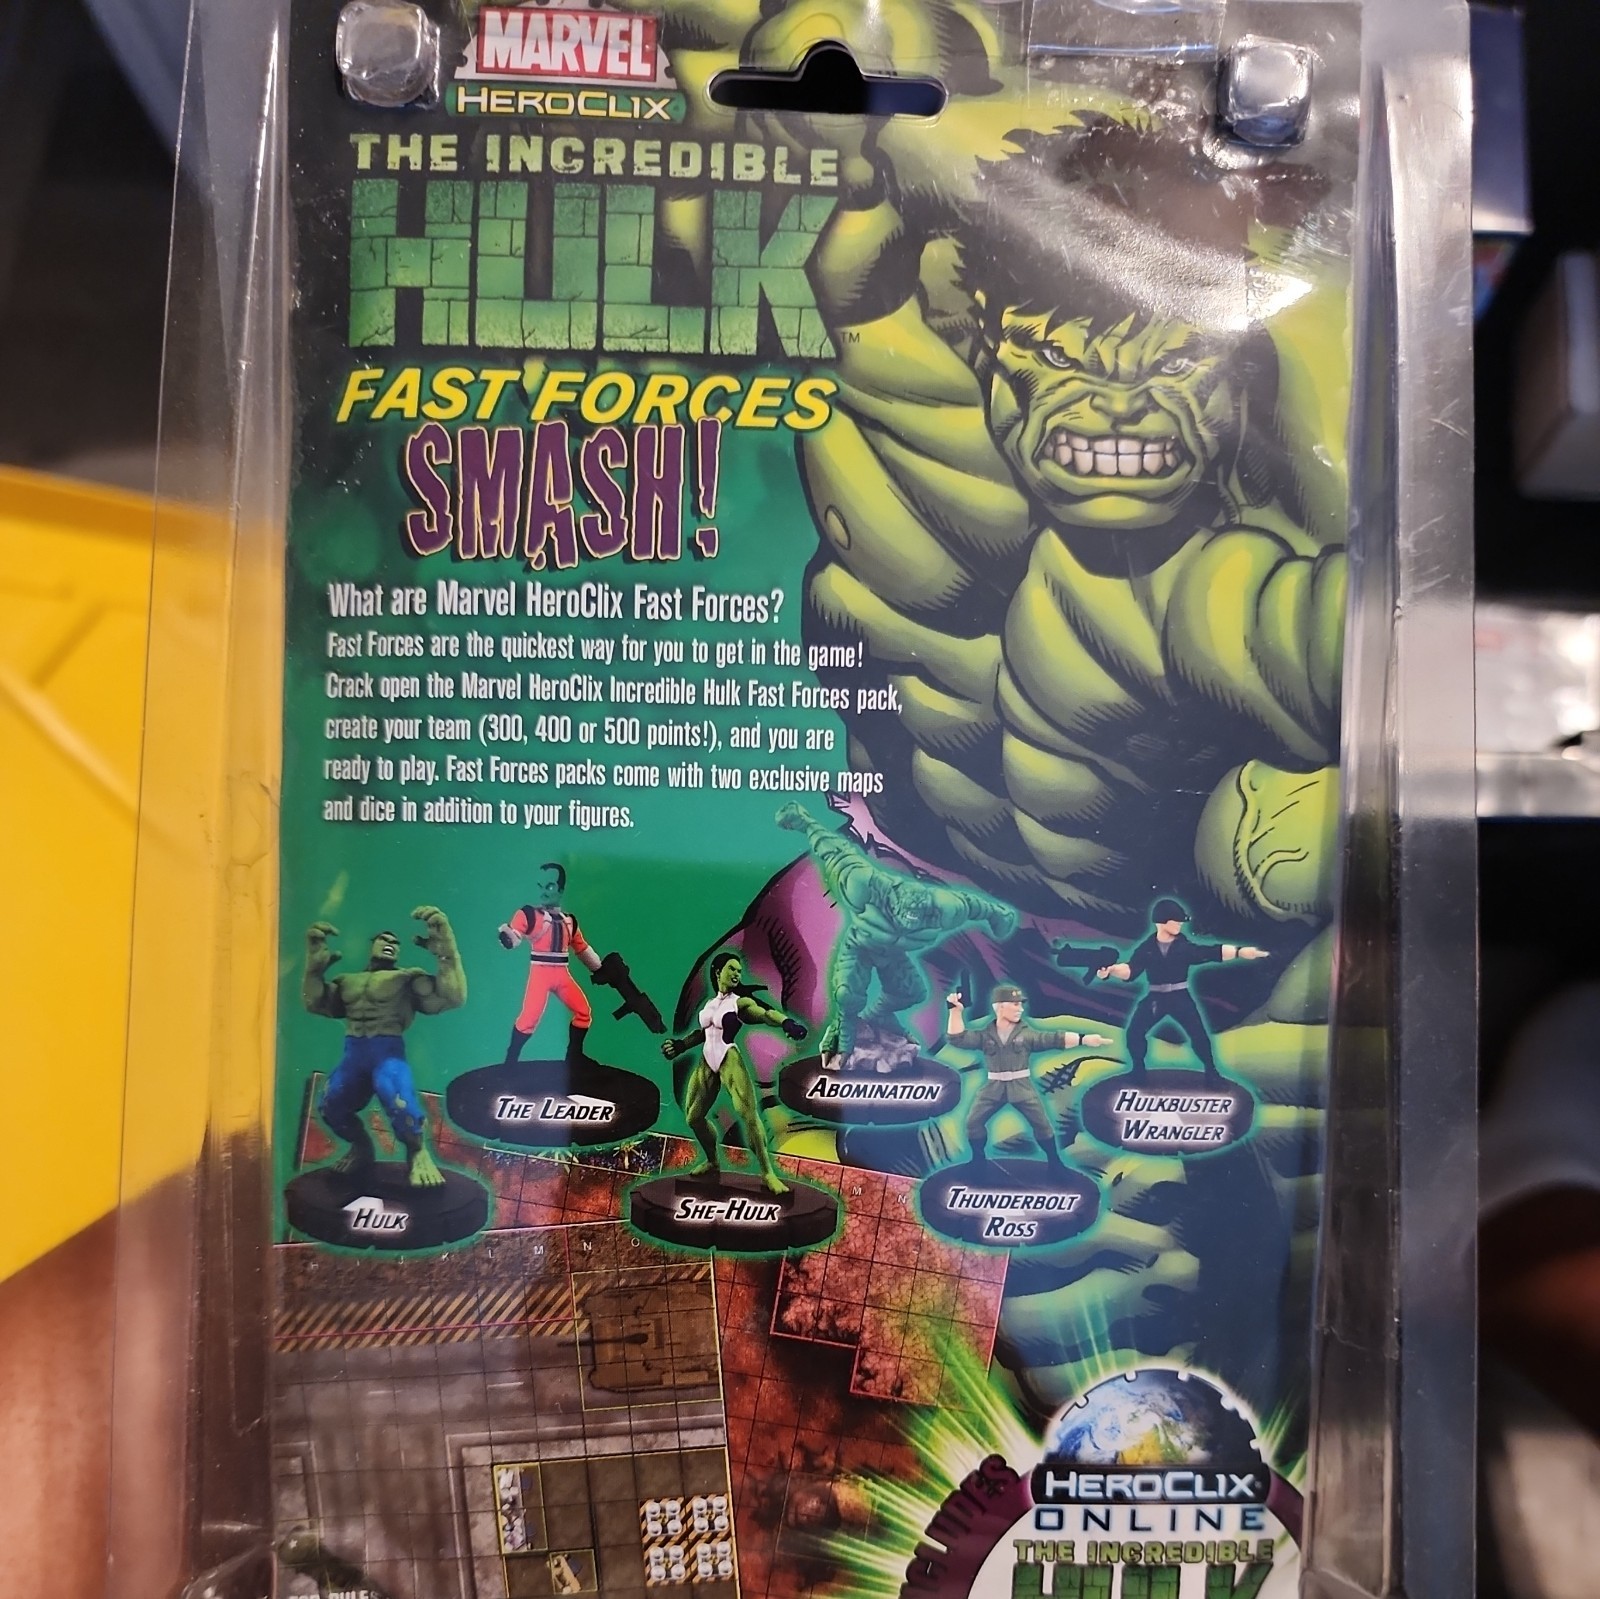 MARVEL
HEROCLIX
THE INCREDIBLE
HULK™
FAST FORCES
SMASH!
What are Marvel HeroClix Fast Forces?
Fast Forces are the quickest way for you to get in the game!
Crack open the Marvel HeroClix Incredible Hulk Fast Forces pack,
create your team (300, 400 or 500 points!), and you are
ready to play. Fast Forces packs come with two exclusive maps
and dice in addition to your figures.
HULK
THE LEADER
SHE-HULK
ABOMINATION
THUNDERBOLT
ROSS
HULKBUSTER
WRANGLER
M N
J K L M N O
INCLUDES
HEROCLIX
ONLINE
THE INCREDIBLE
HULK